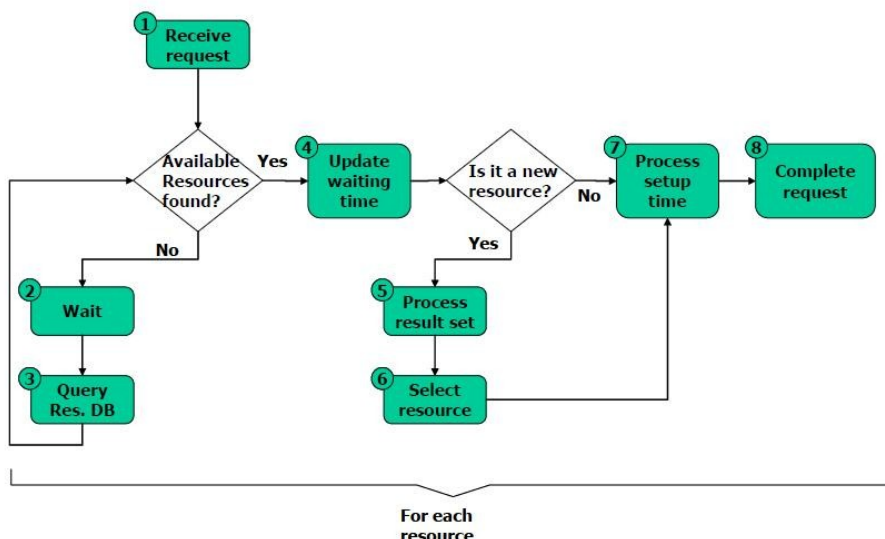 1
Receive
request
Available
Resources
found?
Yes
No
2
Wait
3
Query
Res. DB
4
Update
waiting
time
Is it a new
resource?
No
Yes
5
Process
result set
6
Select
resource
7
Process
setup
time
8
Complete
request
For each
resource